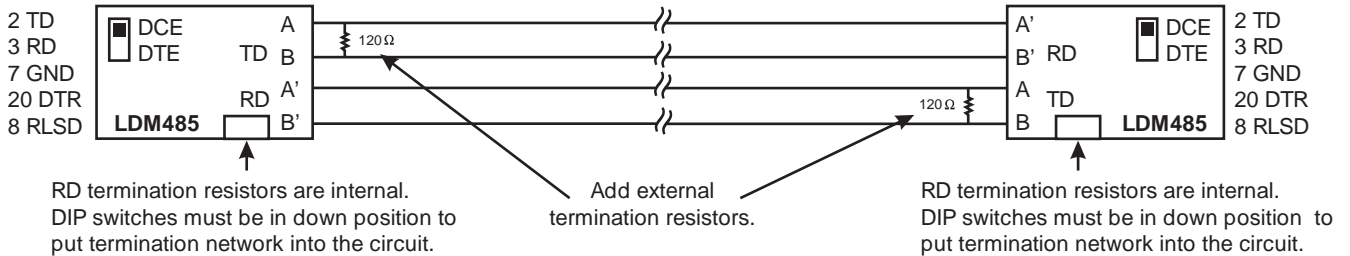 2 TD
3 RD
7 GND
20 DTR
8 RLSD
DCE
DTE
TD
RD
LDM485
A
B
A'
B'
120 Ω
120 Ω
A'
B'
A
B
RD
TD
DCE
DTE
LDM485
2 TD
3 RD
7 GND
20 DTR
8 RLSD
RD termination resistors are internal.
DIP switches must be in down position to
put termination network into the circuit.
Add external
termination resistors.
RD termination resistors are internal.
DIP switches must be in down position to
put termination network into the circuit.